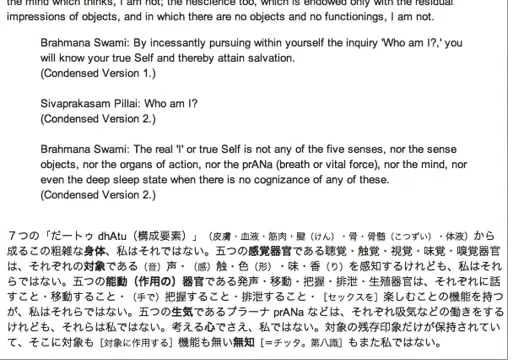 the mind which thinks, I am not; the nescience too, which is endowed only with the residual
impressions of objects, and in which there are no objects and no functionings, I am not.
Brahmana Swami: By incessantly pursuing within yourself the inquiry 'Who am I?,' you
will know your true Self and thereby attain salvation.
(Condensed Version 1.)
Sivaprakasam Pillai: Who am I?
(Condensed Version 2.)
Brahmana Swami: The real 'I' or true Self is not any of the five senses, nor the sense
objects, nor the organs of action, nor the prANa (breath or vital force), nor the mind, nor
even the deep sleep state when there is no cognizance of any of these.
(Condensed Version 2.)
７つの「だートゥ dhAtu（構成要素）」（皮膚・血液・筋肉・腱（けん）・骨・骨髄（こつずい）・体液）から
成るこの粗雑な身体、私はそれではない。五つの感覚器官である聴覚・触覚・視覚・味覚・嗅覚器官
は、それぞれの対象である（音）声・（感）触・色（形）・味・香（り）を感知するけれども、私はそれ
らではない。五つの能動（作用の）器官である発声・移動・把握・排泄・生殖器官は、それぞれに話
すこと・移動すること・（手で）把握すること・排泄すること・［セックスを］楽しむことの機能を持つ
が、私はそれらではない。五つの生気であるプラーナ prANa などは、それぞれ吸気などの働きをする
けれども、それらは私ではない。考える心でさえ、私ではない。対象の残存印象だけが保持されてい
て、そこに対象も［対象に作用する］機能も無い無知［＝チッタ。第八識］もまた私ではない。